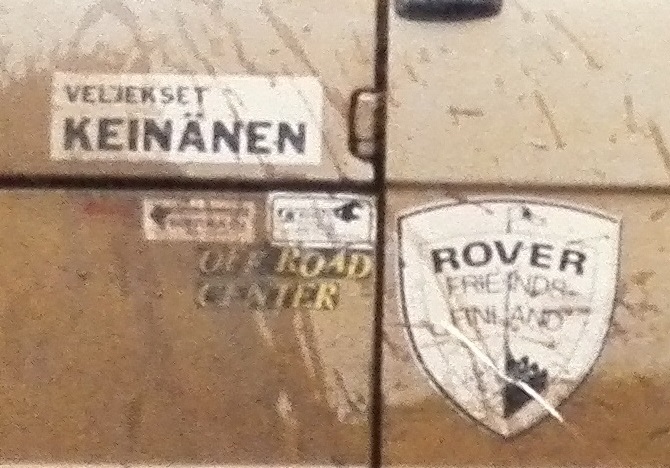 VELJEKSET
KEINÄNEN
OFF ROAD
CENTER
ROVER
FRIENDS
FINLAND